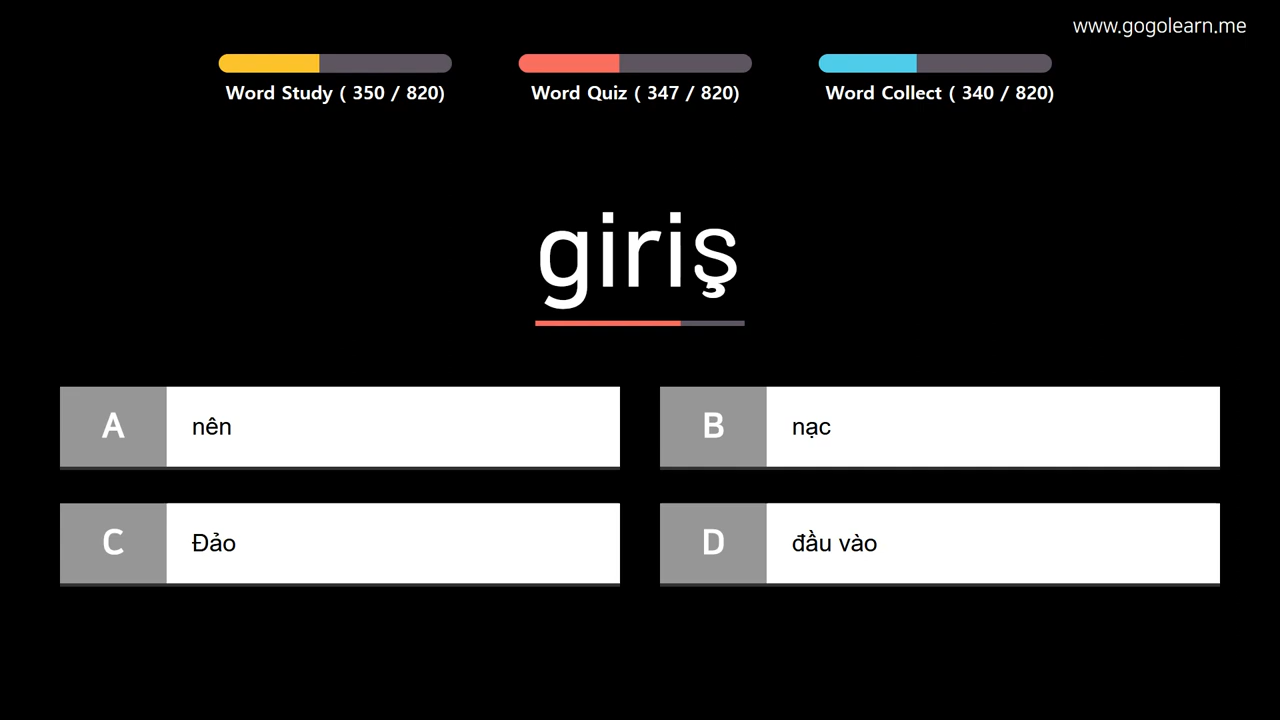 www.gogolearn.me
Word Study ( 350 / 820)
Word Quiz ( 347 / 820)
Word Collect ( 340 / 820)
giriş
A nên
B nạc
C Đảo
D đầu vào